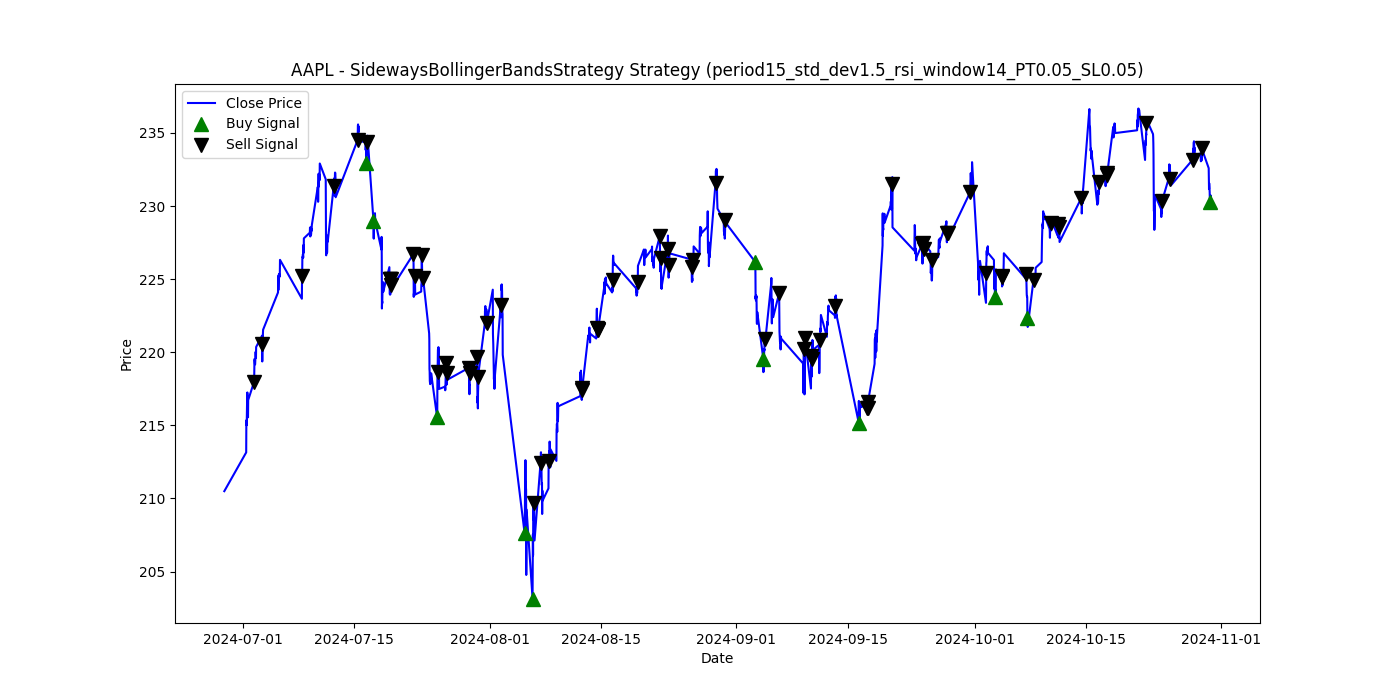 AAPL - SidewaysBollingerBandsStrategy Strategy (period15_std_dev1.5_rsi_window14_PT0.05_SL0.05)
Close Price
Buy Signal
Sell Signal
235
230
225
220
215
210
205
Price
2024-07-01
2024-07-15
2024-08-01
2024-08-15
2024-09-01
2024-09-15
2024-10-01
2024-10-15
2024-11-01
Date